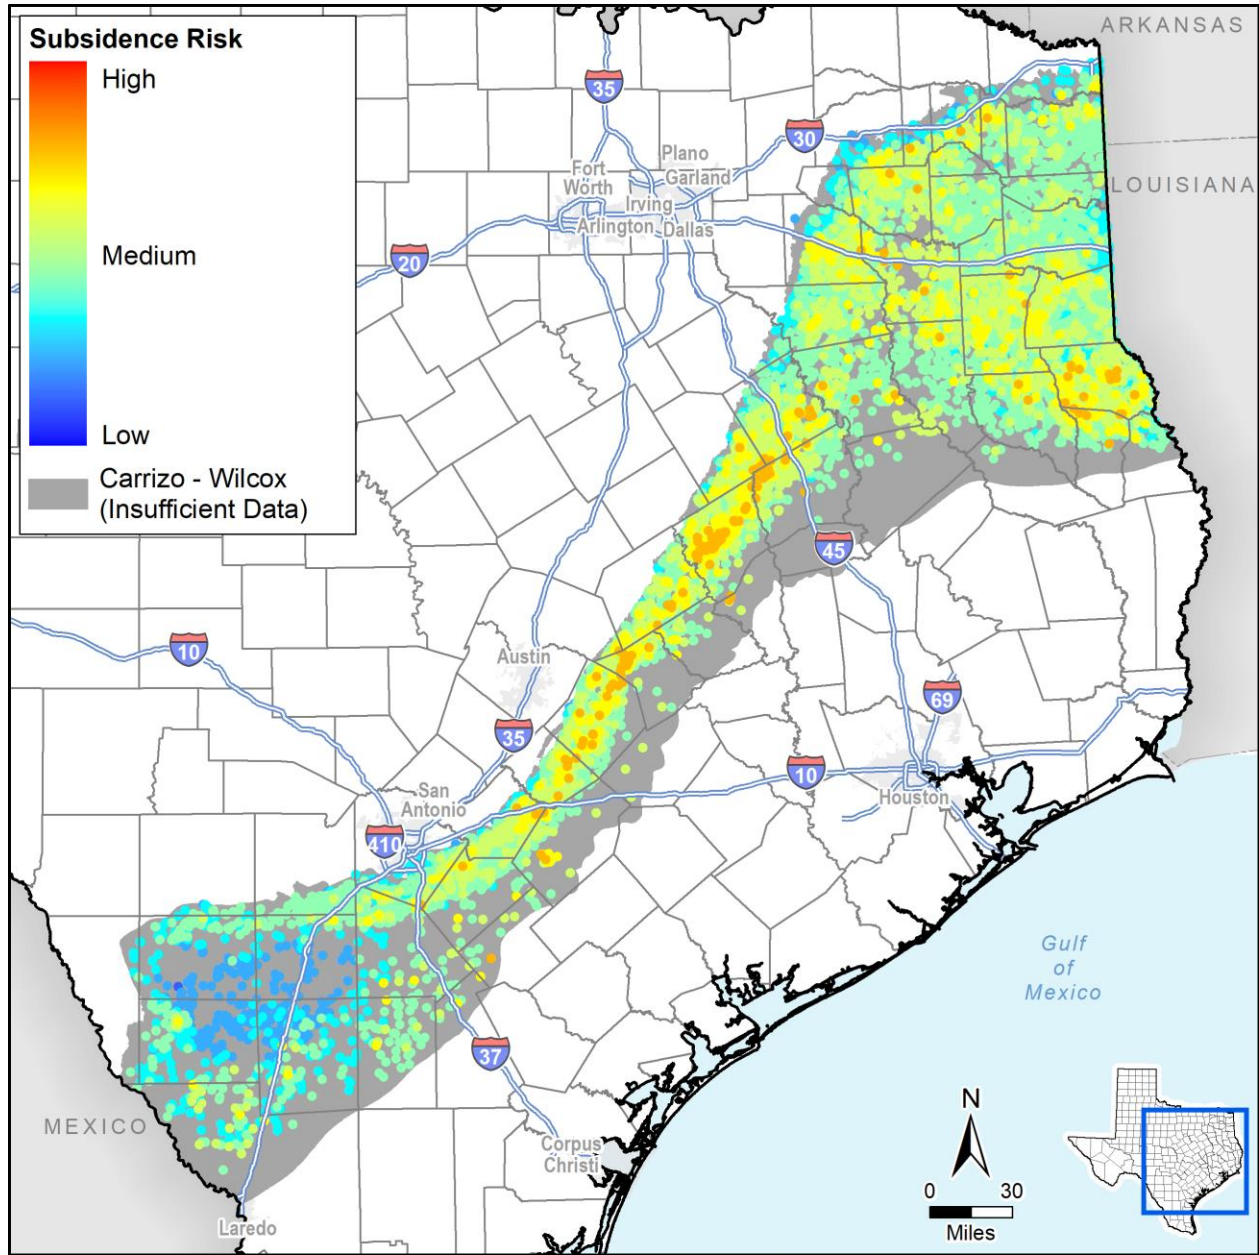 Subsidence Risk
High
Medium
Low
Carrizo - Wilcox
(Insufficient Data)
ARKANSAS
35
30
Plano
Fort
Worth
Garland
Irving
Arlington
Dallas
LOUISIANA
20
45
10
Austin
35
69
10
San
Antonio
Houston
410
Gulf
of
Mexico
37
MEXICO
Corpus
Christi
Laredo
N
0 30
Miles